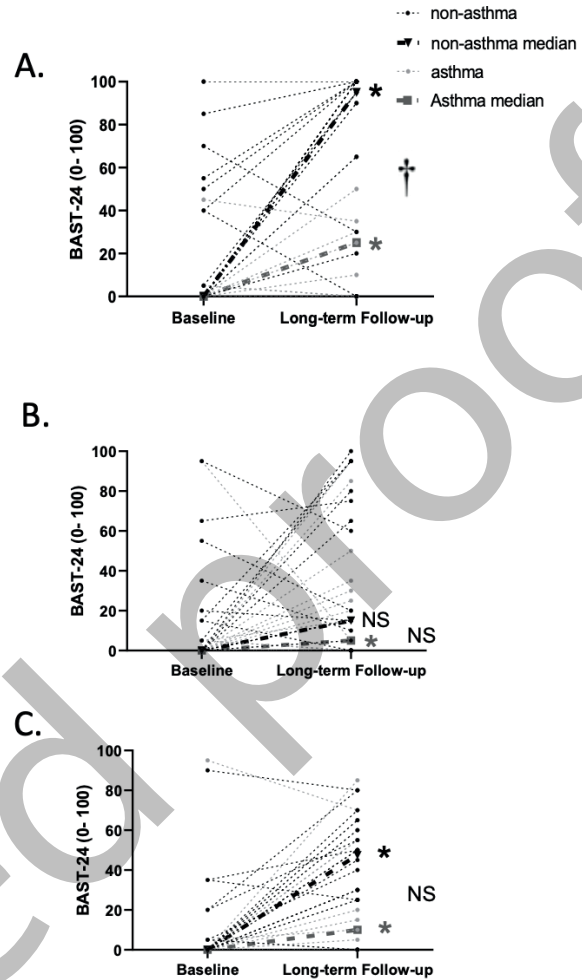 non-asthma
non-asthma median
asthma
Asthma median
A.
BAST-24 (0- 100)
100
80
60
40
20
0
*
†
*
Baseline
Long-term Follow-up
B.
BAST-24 (0- 100)
100
80
60
40
20
0
NS
*
NS
Baseline
Long-term Follow-up
C.
BAST-24 (0- 100)
100
80
60
40
20
0
*
NS
*
Baseline
Long-term Follow-up
d proof